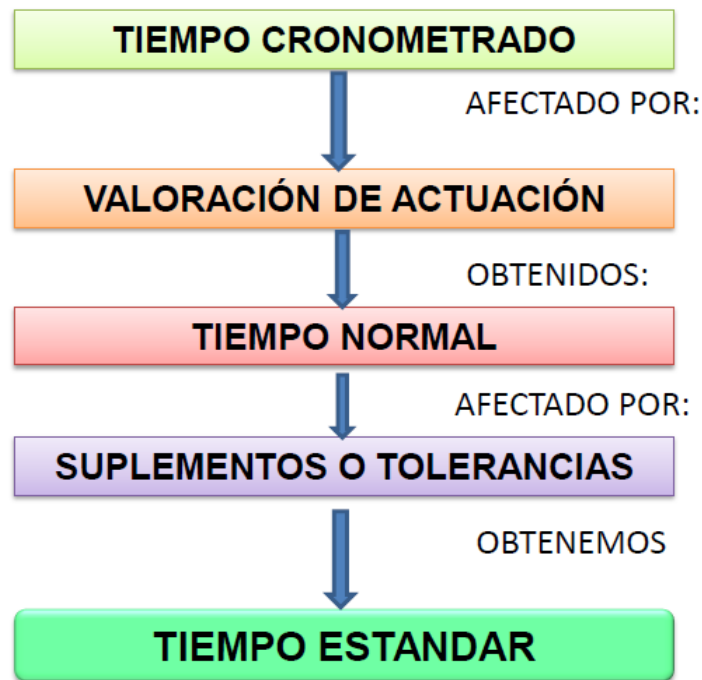 TIEMPO CRONOMETRADO
AFECTADO POR:
VALORACIÓN DE ACTUACIÓN
OBTENIDOS:
TIEMPO NORMAL
AFECTADO POR:
SUPLEMENTOS O TOLERANCIAS
OBTENEMOS
TIEMPO ESTANDAR